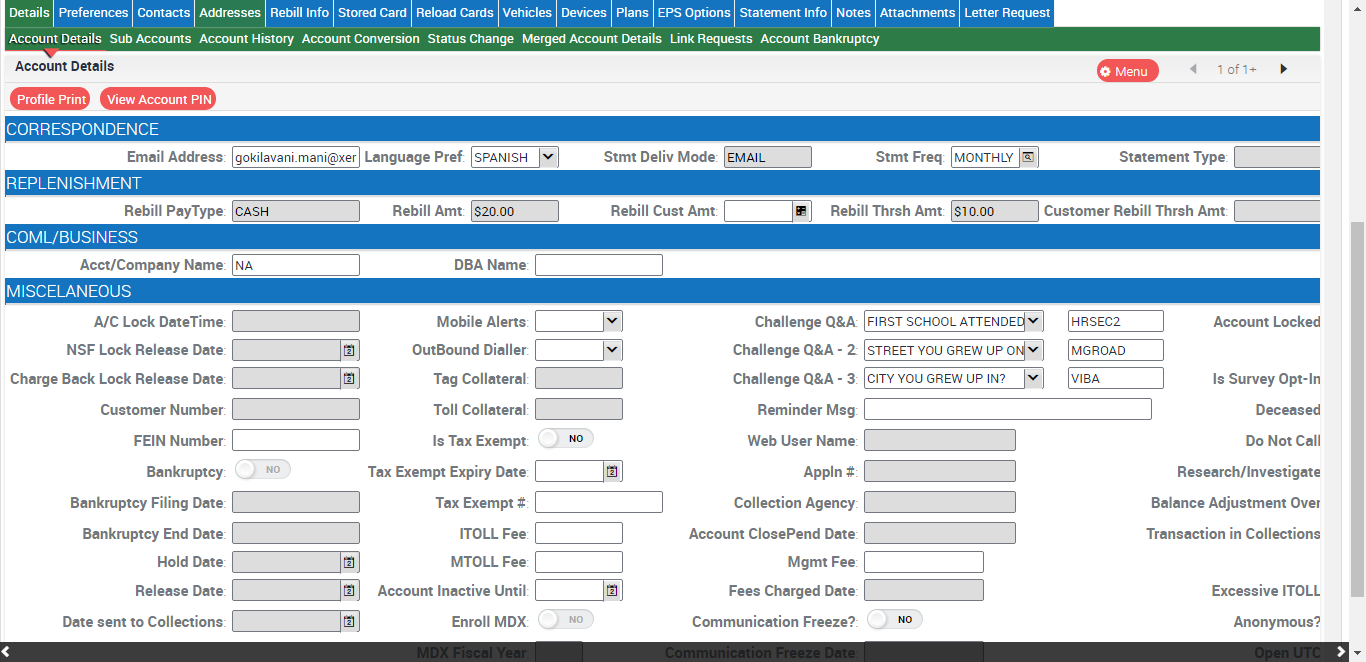 Details Preferences Contacts Addresses Rebill Info Stored Card Reload Cards Vehicles Devices Plans EPS Options Statement Info Notes Attachments Letter Request
Account Details Sub Accounts Account History Account Conversion Status Change Merged Account Details Link Requests Account Bankruptcy
Account Details Menu 1 of 1+
Profile Print View Account PIN
CORRESPONDENCE
Email Address: gokilavani.mani@xer Language Pref: SPANISH Stmt Deliv Mode: EMAIL Stmt Freq: MONTHLY Statement Type:
REPLENISHMENT
Rebill PayType: CASH Rebill Amt: $20.00 Rebill Cust Amt: Rebill Thrsh Amt: $10.00 Customer Rebill Thrsh Amt:
COML/BUSINESS
Acct/Company Name: NA DBA Name:
MISCELANEOUS
A/C Lock DateTime: Mobile Alerts: Challenge Q&A: FIRST SCHOOL ATTENDED HRSEC2 Account Locked
NSF Lock Release Date: OutBound Dialler: Challenge Q&A - 2: STREET YOU GREW UP ON MGROAD
Charge Back Lock Release Date: Tag Collateral: Challenge Q&A - 3: CITY YOU GREW UP IN? VIBA Is Survey Opt-In
Customer Number: Toll Collateral: Reminder Msg: Deceased
FEIN Number: Is Tax Exempt: NO Web User Name: Do Not Call
Bankruptcy: NO Tax Exempt Expiry Date: Appln #: Research/Investigate
Bankruptcy Filing Date: Tax Exempt #: Collection Agency: Balance Adjustment Over
Bankruptcy End Date: ITOLL Fee: Account ClosePend Date: Transaction in Collections
Hold Date: MTOLL Fee: Mgmt Fee:
Release Date: Account Inactive Until: Fees Charged Date: Excessive ITOLL
Date sent to Collections: Enroll MDX: NO Communication Freeze?: NO Anonymous?
MDX Fiscal Year: Communication Freeze Date: Open UTC